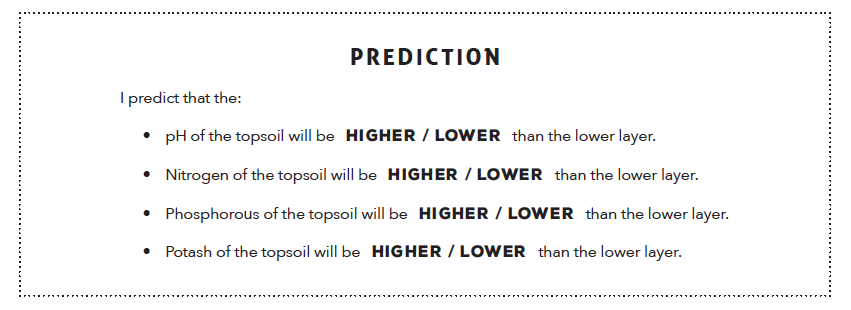 PREDICTION
I predict that the:
• pH of the topsoil will be HIGHER / LOWER than the lower layer.
• Nitrogen of the topsoil will be HIGHER / LOWER than the lower layer.
• Phosphorous of the topsoil will be HIGHER / LOWER than the lower layer.
• Potash of the topsoil will be HIGHER / LOWER than the lower layer.